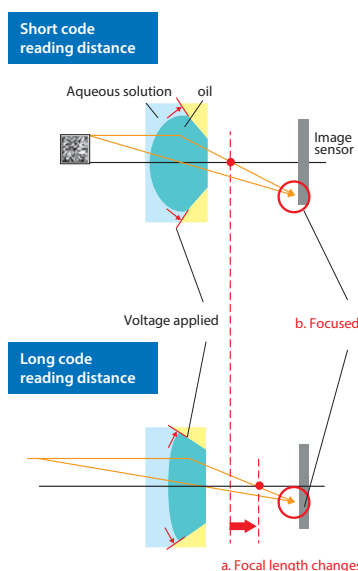 Short code
reading distance
Aqueous solution
oil
Image
sensor
Voltage applied
b. Focused
Long code
reading distance
a. Focal length changes